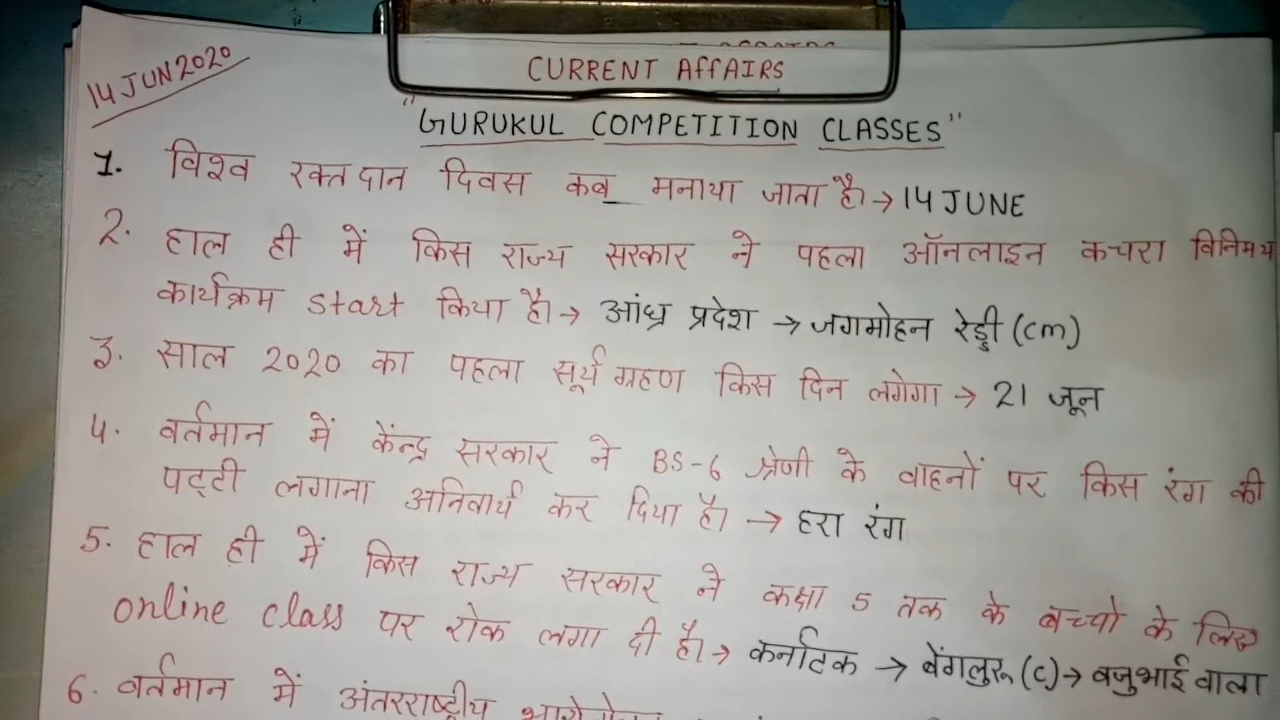 14 JUN 2020
CURRENT AFFAIRS
"GURUKUL COMPETITION CLASSES"
1. विश्व रक्तदान दिवस कब मनाया जाता है। → 14 JUNE
2. हाल ही में किस राज्य सरकार ने पहला ऑनलाइन कचरा विनिमय
कार्यक्रम start किया है। → आंध्र प्रदेश → जगमोहन रेड्डी (cm)
3. साल 2020 का पहला सूर्य ग्रहण किस दिन लगेगा → 21 जून
4. वर्तमान में केंन्द्र सरकार ने BS-6 श्रेणी के वाहनों पर किस रंग की
पट्टी लगाना अनिवार्य कर दिया है। → हरा रंग
5. हाल ही में किस राज्य सरकार ने कक्षा 5 तक के बच्चो के लिए
online class पर रोक लगा दी है। → कर्नाटक → बेंगलुरू (c) → वजुभाई वाला
6. वर्तमान में अंतरराष्ट्रीय